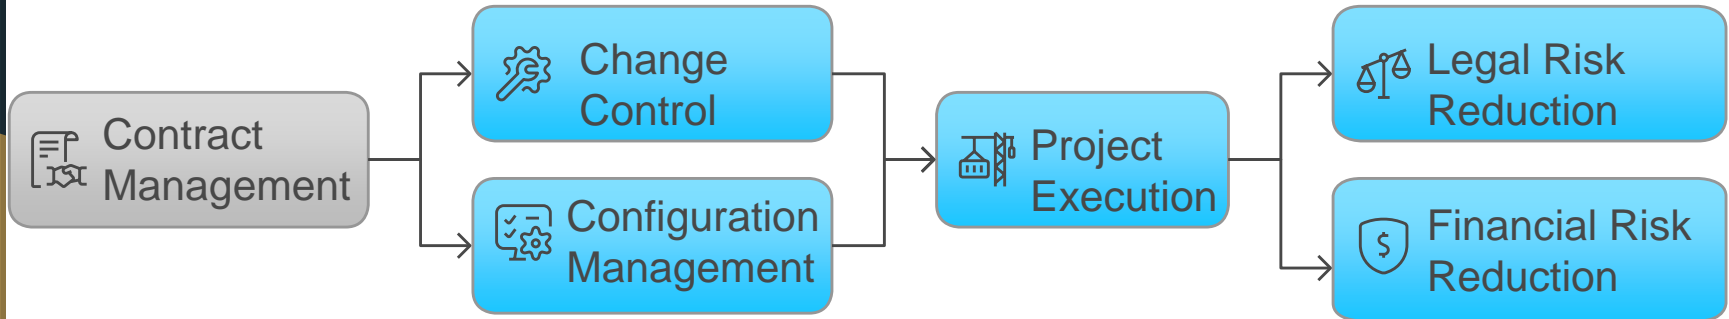 Contract
Management
Change
Control
Configuration
Management
Project
Execution
Legal Risk
Reduction
Financial Risk
Reduction